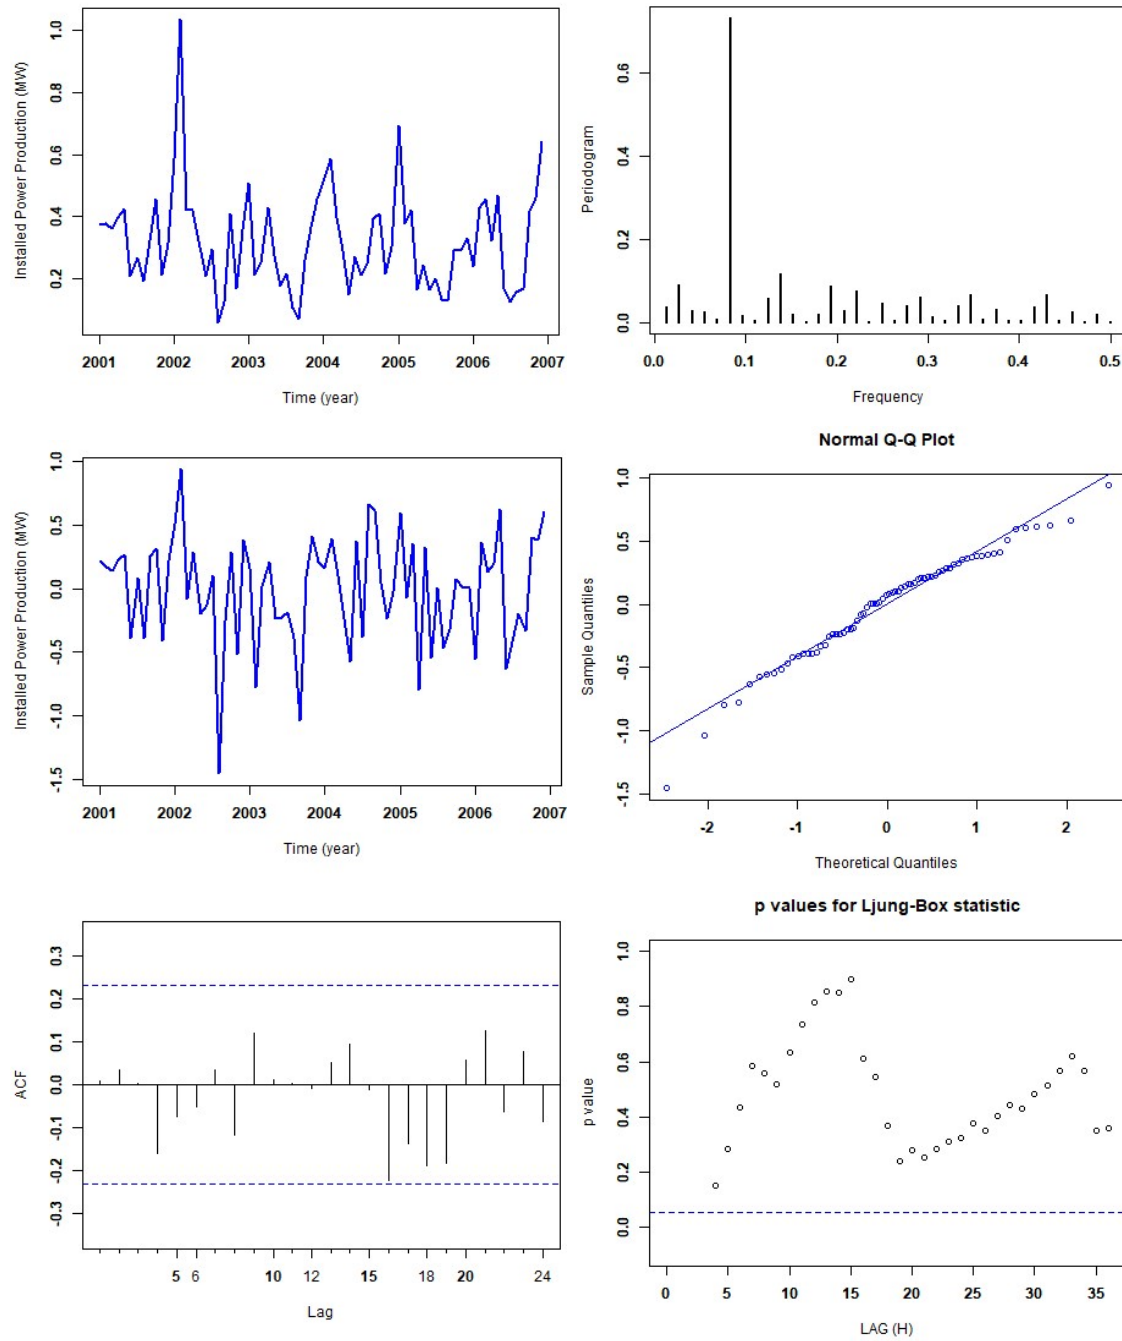 Installed Power Production (MW)
1.0
0.8
0.6
0.4
0.2
2001 2002 2003 2004 2005 2006 2007
Time (year)
Periodogram
0.6
0.4
0.2
0.0
0.0 0.1 0.2 0.3 0.4 0.5
Frequency
Installed Power Production (MW)
1.0
0.5
0.0
-0.5
-1.0
-1.5
2001 2002 2003 2004 2005 2006 2007
Time (year)
Normal Q-Q Plot
Sample Quantiles
1.0
0.5
0.0
-0.5
-1.0
-1.5
-2 -1 0 1 2
Theoretical Quantiles
ACF
0.3
0.2
0.1
0.0
-0.1
-0.2
-0.3
5 6 10 12 15 18 20 24
Lag
p values for Ljung-Box statistic
p value
1.0
0.8
0.6
0.4
0.2
0.0
0 5 10 15 20 25 30 35
LAG (H)